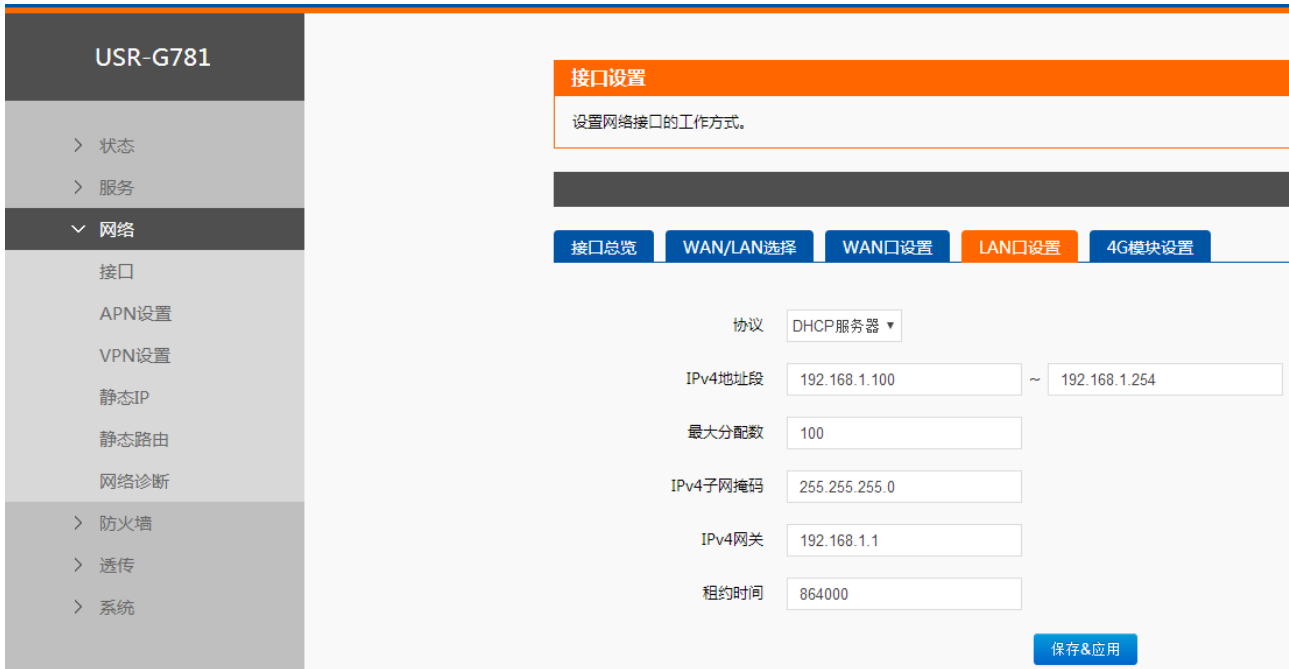 USR-G781
状态
服务
网络
接口
APN设置
VPN设置
静态IP
静态路由
网络诊断
防火墙
透传
系统
接口设置
设置网络接口的工作方式。
接口总览 WAN/LAN选择 WAN口设置 LAN口设置 4G模块设置
协议 DHCP服务器
IPv4地址段 192.168.1.100 ~ 192.168.1.254
最大分配数 100
IPv4子网掩码 255.255.255.0
IPv4网关 192.168.1.1
租约时间 864000
保存&应用